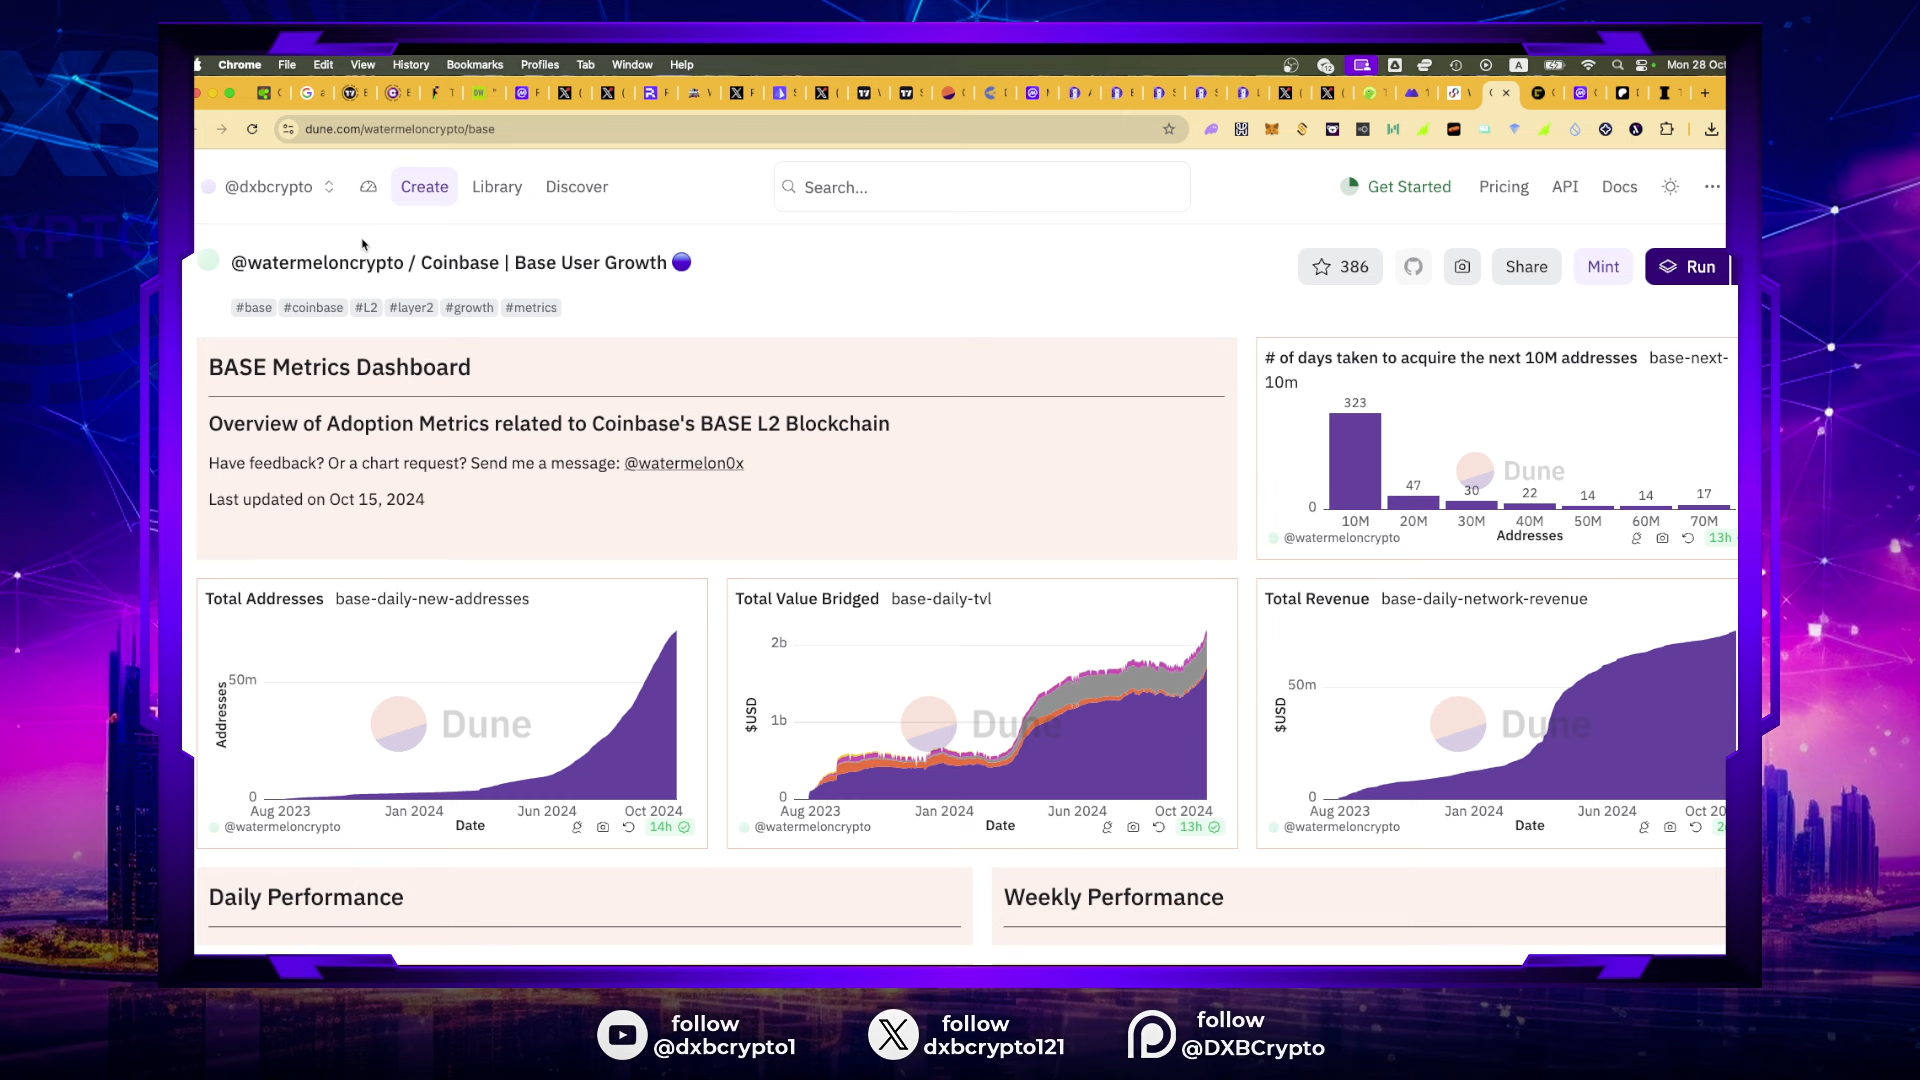 Chrome File Edit View History Bookmarks Profiles Tab Window Help
Mon 28 Oct
dune.com/watermeloncrypto/base
@dxbcrypto Create Library Discover Search... Get Started Pricing API Docs
@watermeloncrypto / Coinbase | Base User Growth
386 Share Mint Run
#base #coinbase #L2 #layer2 #growth #metrics
BASE Metrics Dashboard
Overview of Adoption Metrics related to Coinbase's BASE L2 Blockchain
Have feedback? Or a chart request? Send me a message: @watermelon0x
Last updated on Oct 15, 2024
# of days taken to acquire the next 10M addresses base-next-
10m
323
47 30 22 14 14 17
Dune
0
10M 20M 30M 40M 50M 60M 70M
Addresses
@watermeloncrypto 13h
Total Addresses base-daily-new-addresses
50m
Addresses
Dune
0
Aug 2023 Jan 2024 Jun 2024 Oct 2024
Date
@watermeloncrypto 14h
Total Value Bridged base-daily-tvl
2b
1b
$USD
Dune
0
Aug 2023 Jan 2024 Jun 2024 Oct 2024
Date
@watermeloncrypto 13h
Total Revenue base-daily-network-revenue
50m
$USD
Dune
0
Aug 2023 Jan 2024 Jun 2024 Oct 20
Date
@watermeloncrypto
Daily Performance
Weekly Performance
follow
@dxbcrypto1
follow
dxbcrypto121
follow
@DXBCrypto